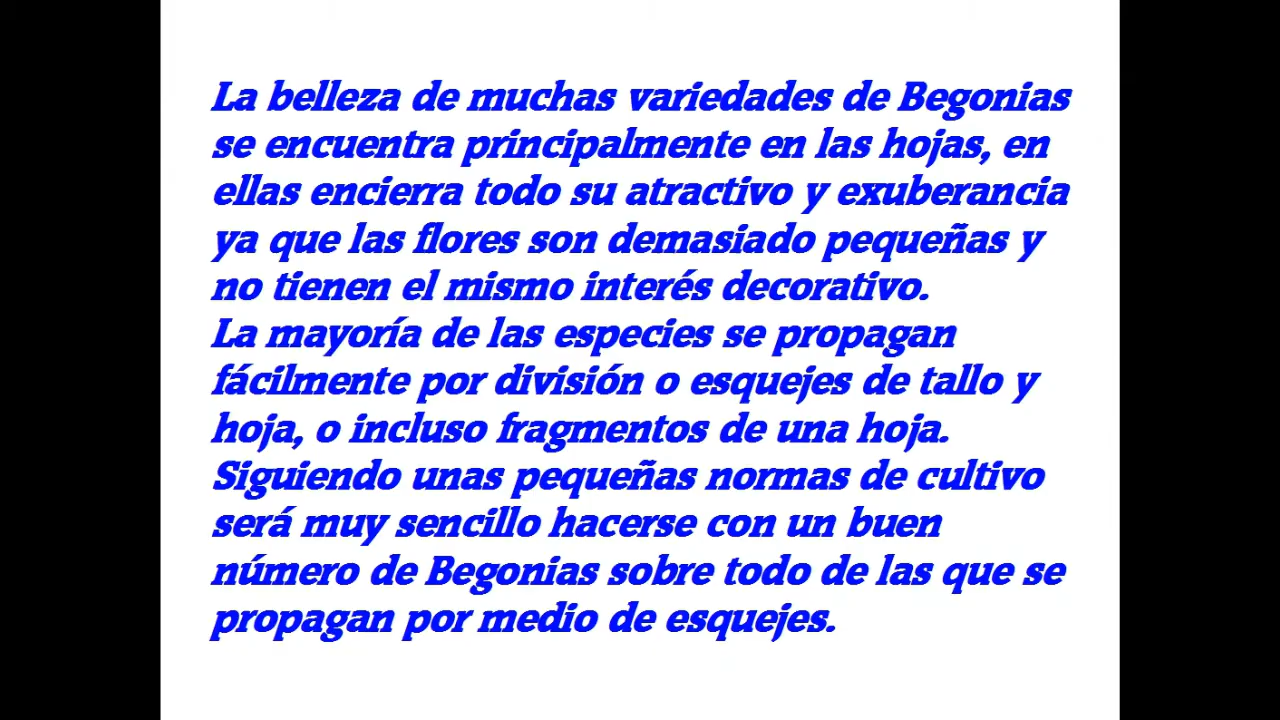 La belleza de muchas variedades de Begonias
se encuentra principalmente en las hojas, en
ellas encierra todo su atractivo y exuberancia
ya que las flores son demasiado pequeñas y
no tienen el mismo interés decorativo.
La mayoría de las especies se propagan
fácilmente por división o esquejes de tallo y
hoja, o incluso fragmentos de una hoja.
Siguiendo unas pequeñas normas de cultivo
será muy sencillo hacerse con un buen
número de Begonias sobre todo de las que se
propagan por medio de esquejes.